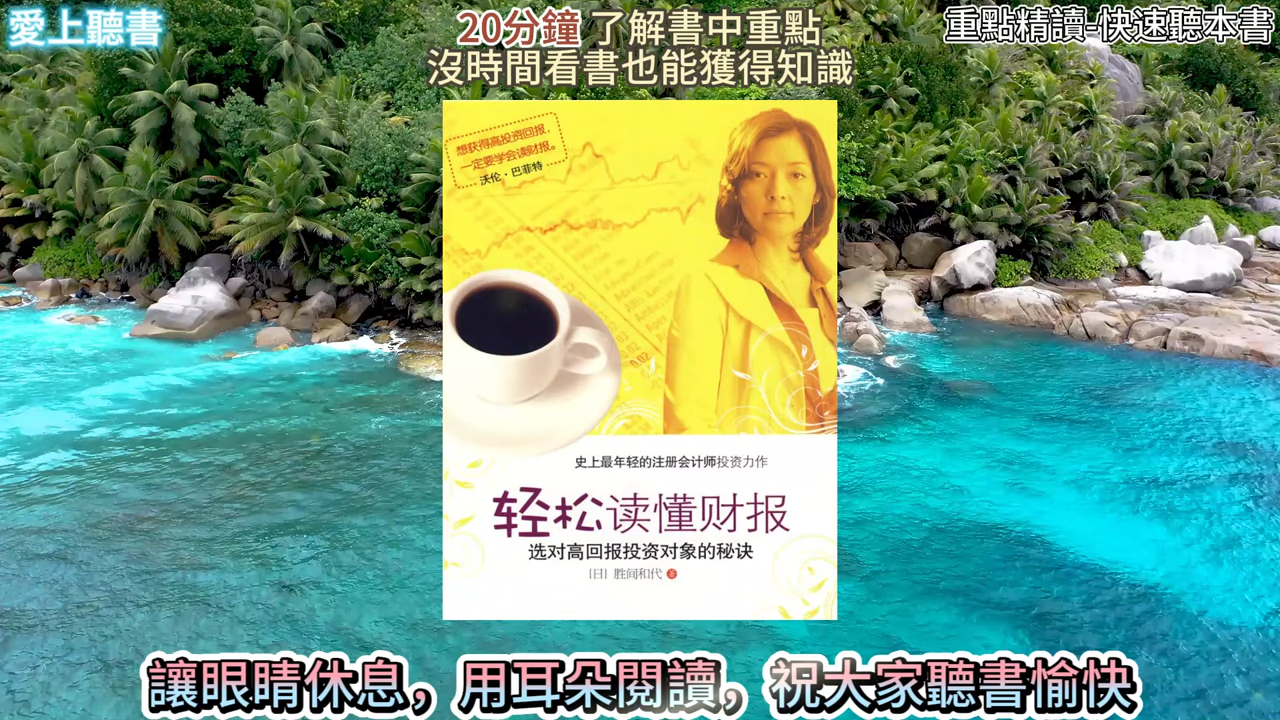 愛上聽書
20分鐘 了解書中重點
沒時間看書也能獲得知識
重點精讀-快速聽本書
想获得高投资回报，
一定要学会读财报。
沃伦·巴菲特
史上最年轻的注册会计师投资力作
轻松读懂财报
选对高回报投资对象的秘诀
［日］胜间和代 著
讓眼睛休息，用耳朵閱讀，祝大家聽書愉快